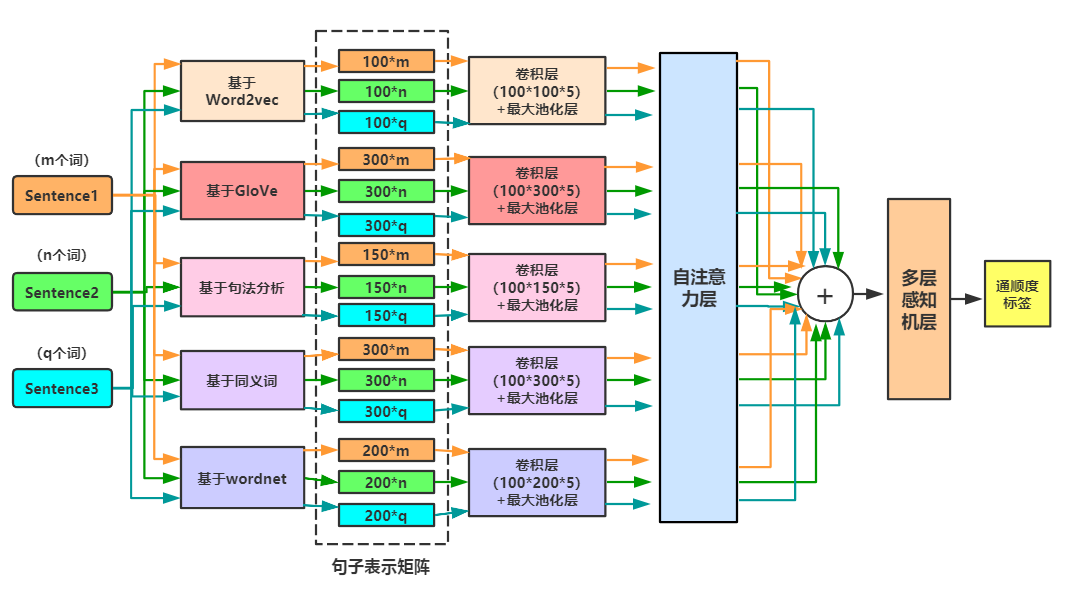 （m个词）
Sentence1
（n个词）
Sentence2
（q个词）
Sentence3
基于
Word2vec
基于GloVe
基于句法分析
基于同义词
基于wordnet
100*m
100*n
100*q
300*m
300*n
300*q
150*m
150*n
150*q
300*m
300*n
300*q
200*m
200*n
200*q
句子表示矩阵
卷积层
(100*100*5)
+最大池化层
卷积层
(100*300*5)
+最大池化层
卷积层
(100*150*5)
+最大池化层
卷积层
(100*300*5)
+最大池化层
卷积层
(100*200*5)
+最大池化层
自注意
力层
+
多层
感知
机层
通顺度
标签